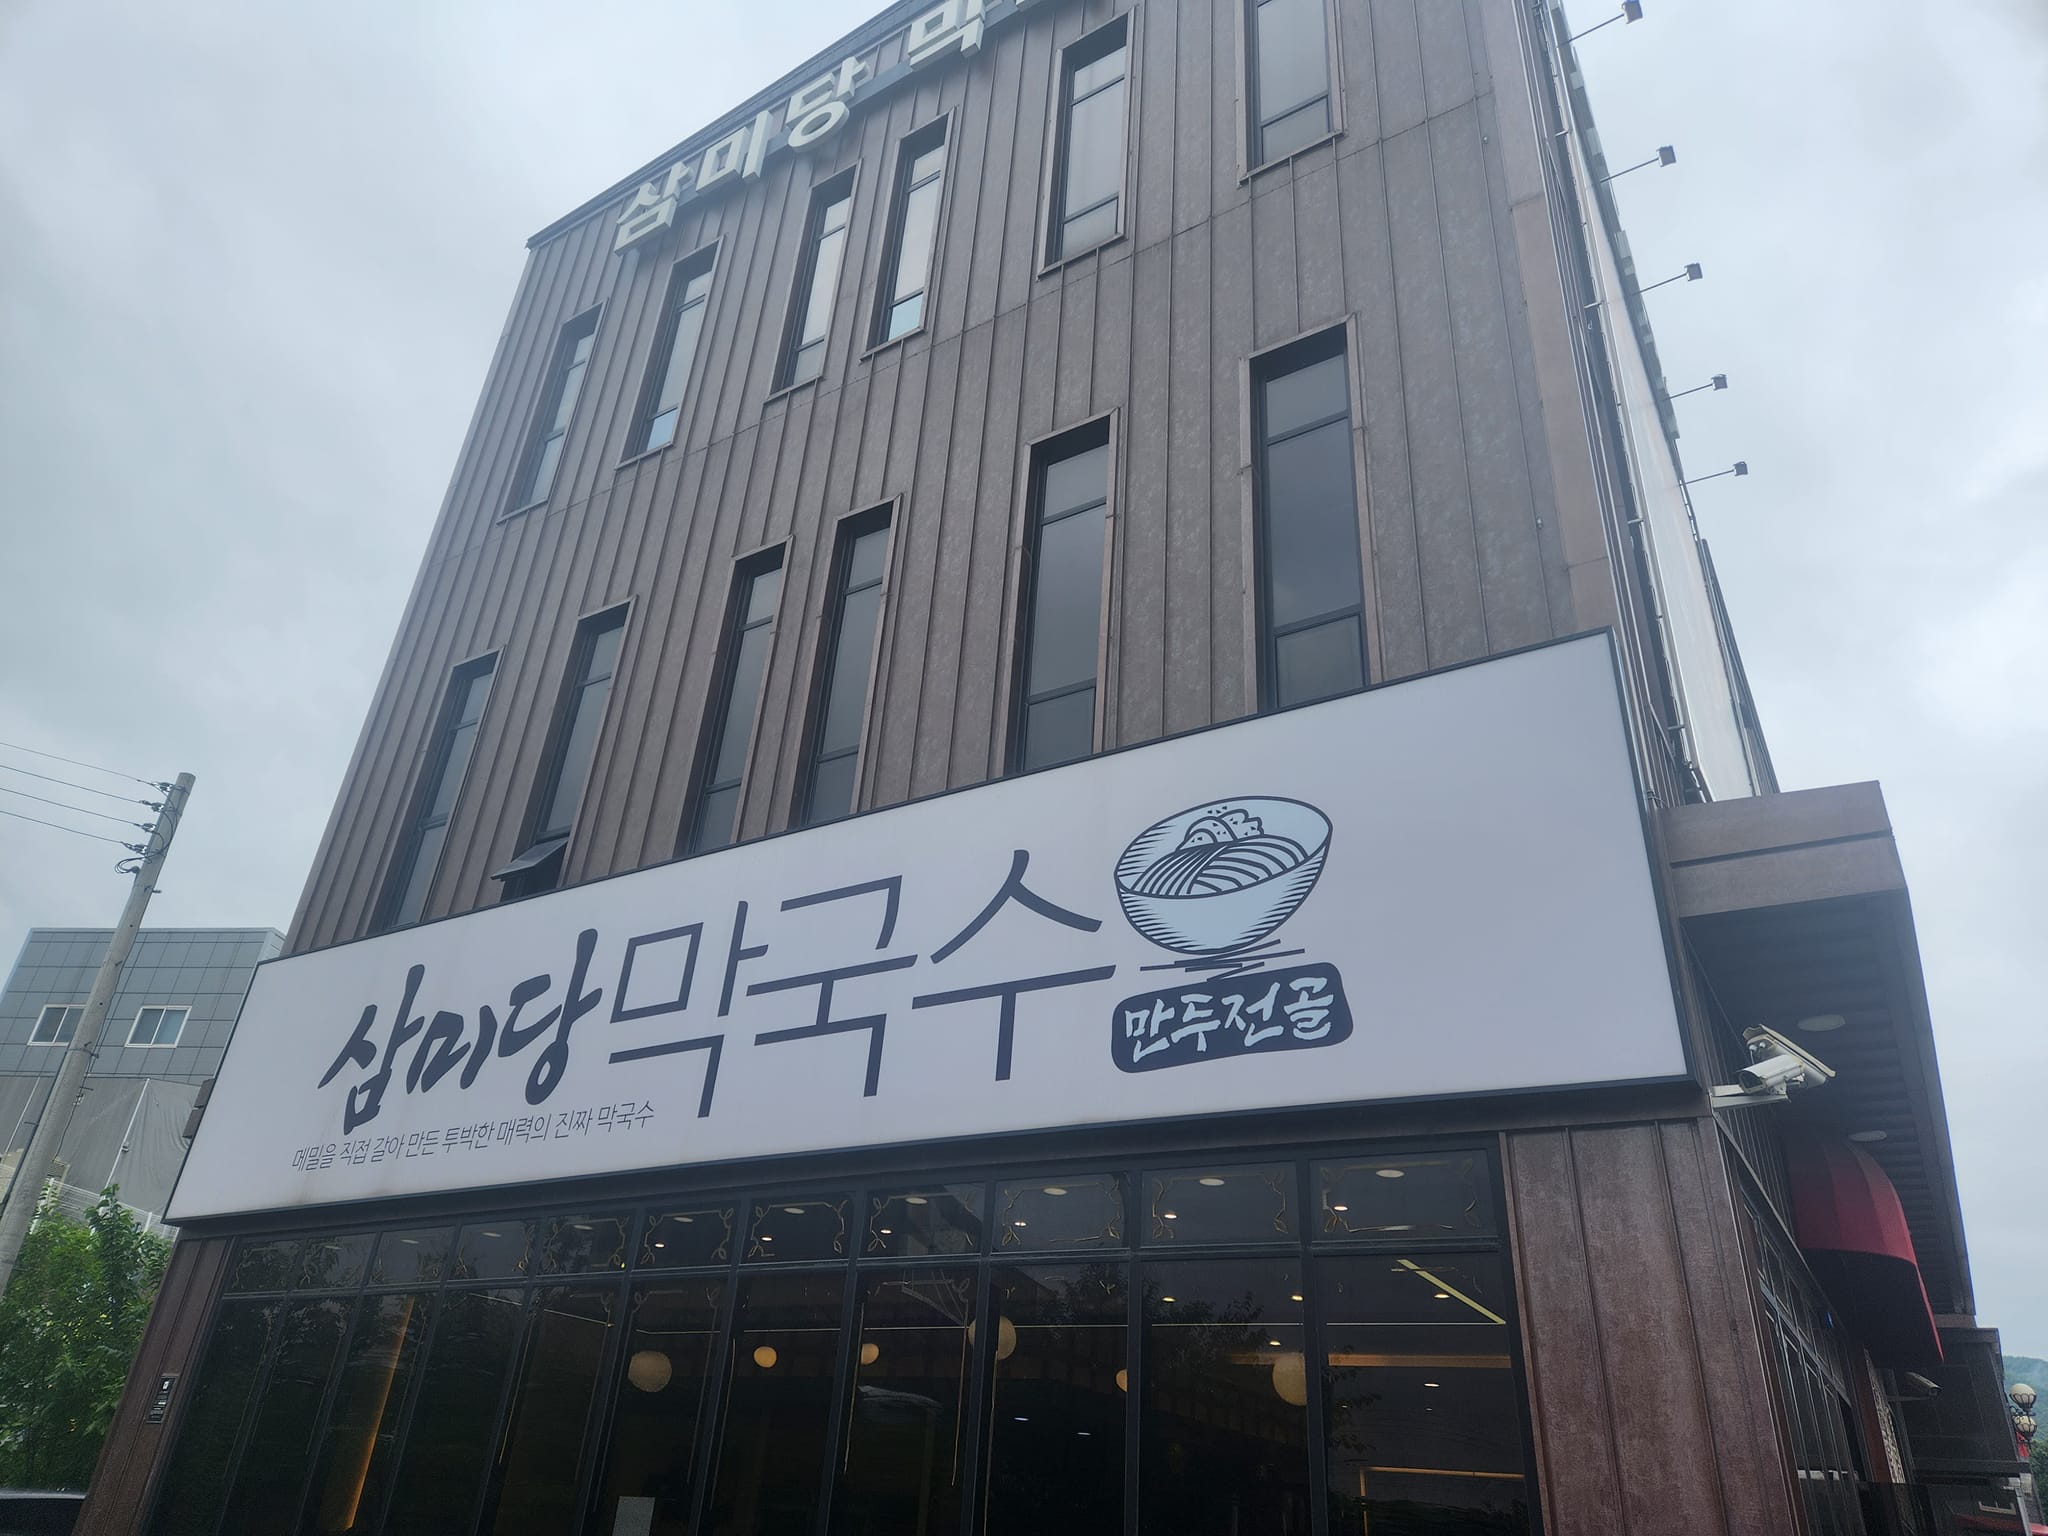 삼미당 막
삼미당막국수
만두전골
메밀을 직접 갈아 만든 투박한 매력의 진짜 막국수